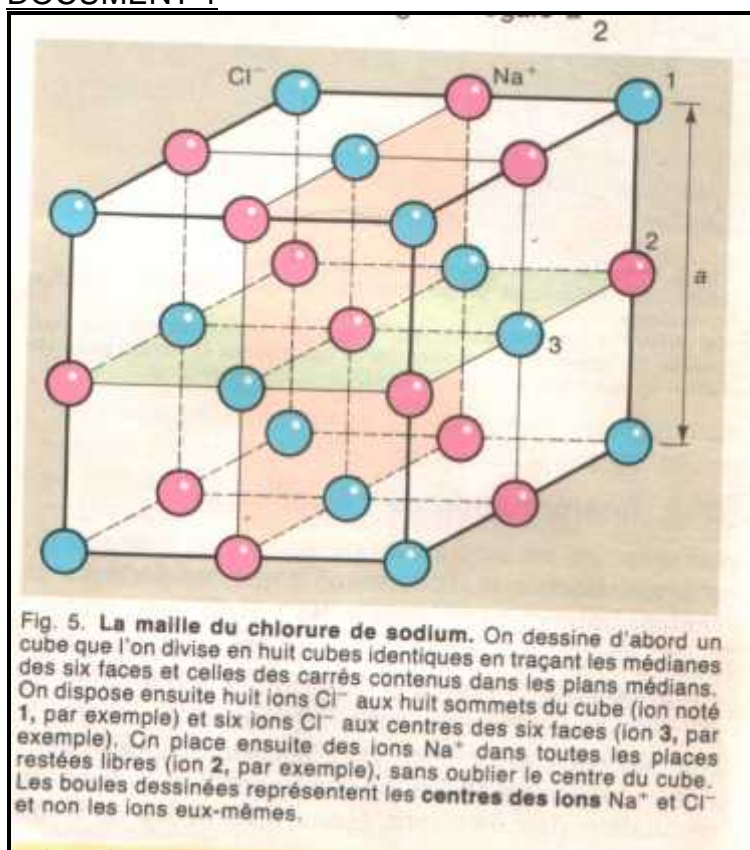 DOCUMENT 1
2
Cl⁻
Na⁺
1
2
a
3
Fig. 5. La maille du chlorure de sodium. On dessine d'abord un
cube que l'on divise en huit cubes identiques en traçant les médianes
des six faces et celles des carrés contenus dans les plans médians.
On dispose ensuite huit ions Cl⁻ aux huit sommets du cube (ion noté
1, par exemple) et six ions Cl⁻ aux centres des six faces (ion 3, par
exemple). On place ensuite des ions Na⁺ dans toutes les places
restées libres (ion 2, par exemple), sans oublier le centre du cube.
Les boules dessinées représentent les centres des ions Na⁺ et Cl⁻
et non les ions eux-mêmes.